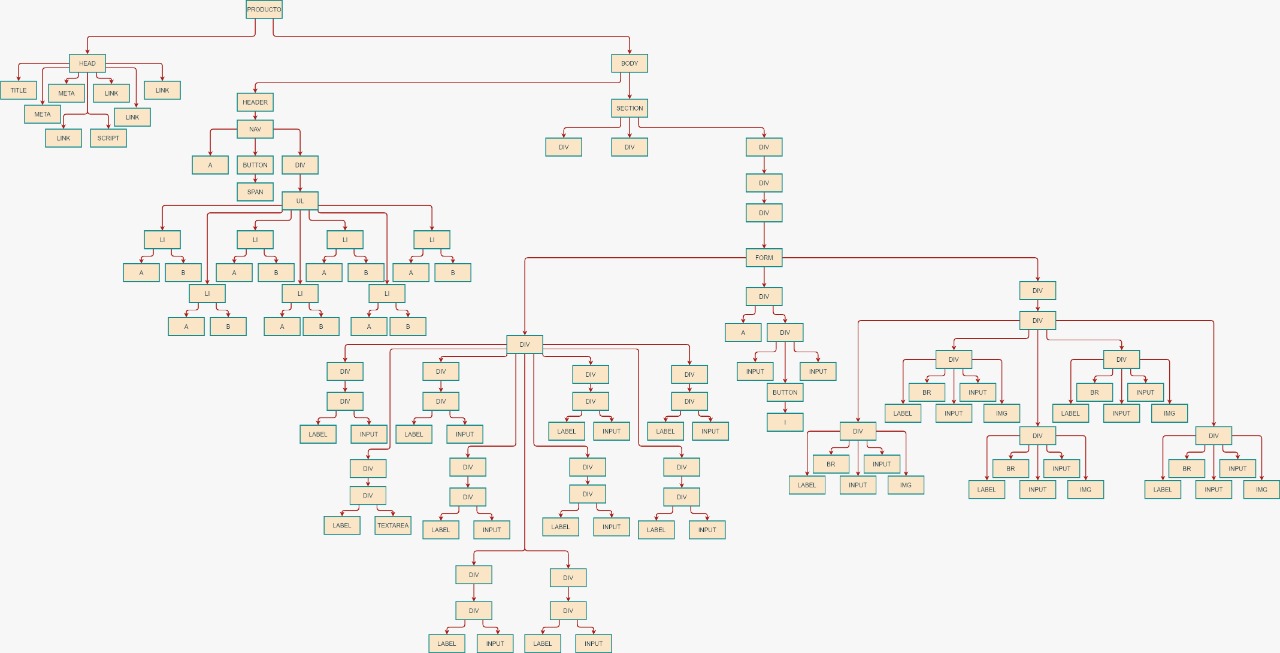 PRODUCTO
HEAD
BODY
TITLE
META
LINK
LINK
META
LINK
LINK
SCRIPT
HEADER
SECTION
NAV
DIV
DIV
DIV
A
BUTTON
DIV
DIV
SPAN
UL
DIV
LI
LI
LI
LI
FORM
A
B
A
B
A
B
A
B
LI
LI
LI
DIV
DIV
A
B
A
B
A
B
DIV
A
DIV
DIV
DIV
DIV
DIV
DIV
DIV
DIV
DIV
INPUT
INPUT
DIV
DIV
DIV
DIV
BUTTON
BR
INPUT
BR
INPUT
LABEL
INPUT
IMG
LABEL
INPUT
IMG
I
LABEL
INPUT
LABEL
INPUT
LABEL
INPUT
LABEL
INPUT
DIV
DIV
DIV
DIV
DIV
DIV
DIV
BR
INPUT
BR
INPUT
BR
INPUT
LABEL
INPUT
IMG
LABEL
INPUT
IMG
LABEL
INPUT
IMG
DIV
DIV
DIV
DIV
LABEL
TEXTAREA
LABEL
INPUT
LABEL
INPUT
LABEL
INPUT
DIV
DIV
DIV
DIV
LABEL
INPUT
LABEL
INPUT